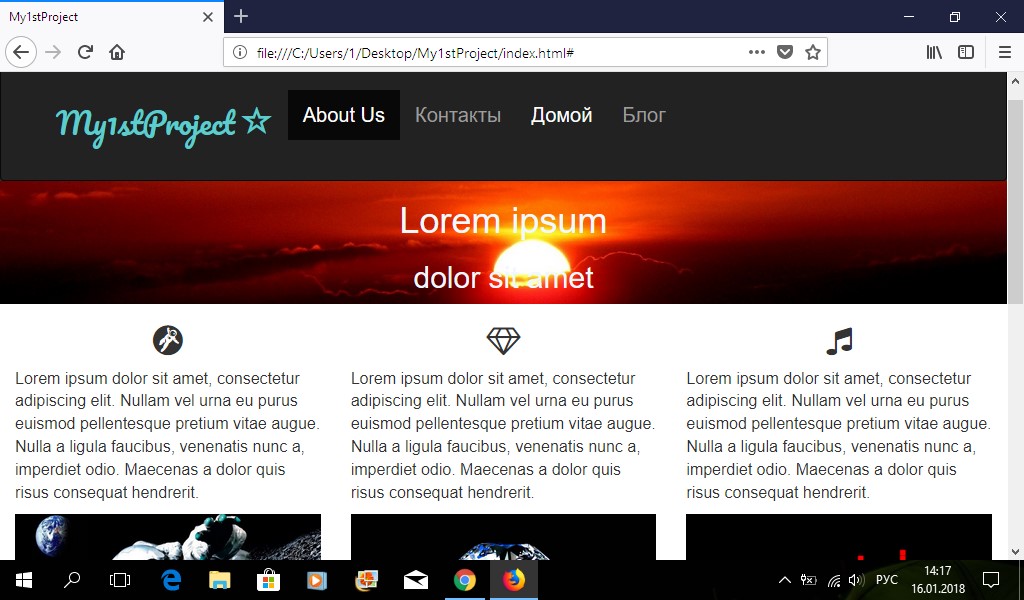 My1stProject
file:///C:/Users/1/Desktop/My1stProject/index.html#
My1stProject
About Us
Контакты
Домой
Блог
Lorem ipsum
dolor sit amet
Lorem ipsum dolor sit amet, consectetur
adipiscing elit. Nullam vel urna eu purus
euismod pellentesque pretium vitae augue.
Nulla a ligula faucibus, venenatis nunc a,
imperdiet odio. Maecenas a dolor quis
risus consequat hendrerit.
Lorem ipsum dolor sit amet, consectetur
adipiscing elit. Nullam vel urna eu purus
euismod pellentesque pretium vitae augue.
Nulla a ligula faucibus, venenatis nunc a,
imperdiet odio. Maecenas a dolor quis
risus consequat hendrerit.
Lorem ipsum dolor sit amet, consectetur
adipiscing elit. Nullam vel urna eu purus
euismod pellentesque pretium vitae augue.
Nulla a ligula faucibus, venenatis nunc a,
imperdiet odio. Maecenas a dolor quis
risus consequat hendrerit.
РУС
14:17
16.01.2018